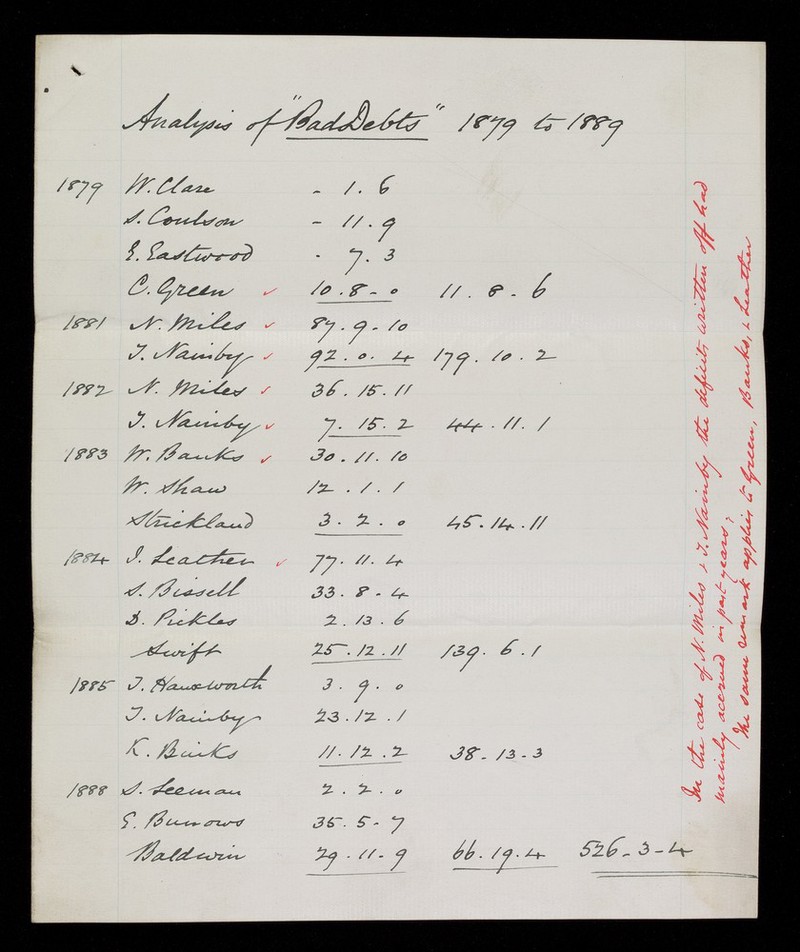 Analysis of "Bad Debts" 1879 to 1889
1879 W. Clare - 1. 6
S. Coulson - 11. 9
E. Eastwood - 7. 3
C. Green ✓ 10. 8 - 0 11. 8 - 6
1881 N. Miles ✓ 87. 9. 10
J. Nainby ✓ 92. 0. 4 179. 10. 2
1882 N. Miles ✓ 36. 15. 11
J. Nainby ✓ 7. 15. 2 44. 11. 1
1883 W. Banks ✓ 30. 11. 10
W. Shaw 12. 1. 1
Strickland 3. 2. 0 45. 14. 11
1884 J. Leather ✓ 77. 11. 4
S. Bissell 33. 8 - 4
D. Pickles 2. 13. 6
Swift 25. 12. 11 139. 6. 1
1885 J. 3. 9. 0
J. Nainby 23. 12. 1
K. Binks 11. 12. 2 38 - 13 - 3
1888 S. Leeman 2. 2. 0
E. Burrows 35. 5 - 7
Baldwin 29. 11 - 9 66. 19. 4 526 - 3 - 4
In the case of N. Miles & J. Nainby the deficits written off had
mainly accrued in past years,
The same remark applies to Green, Banks, & Leather